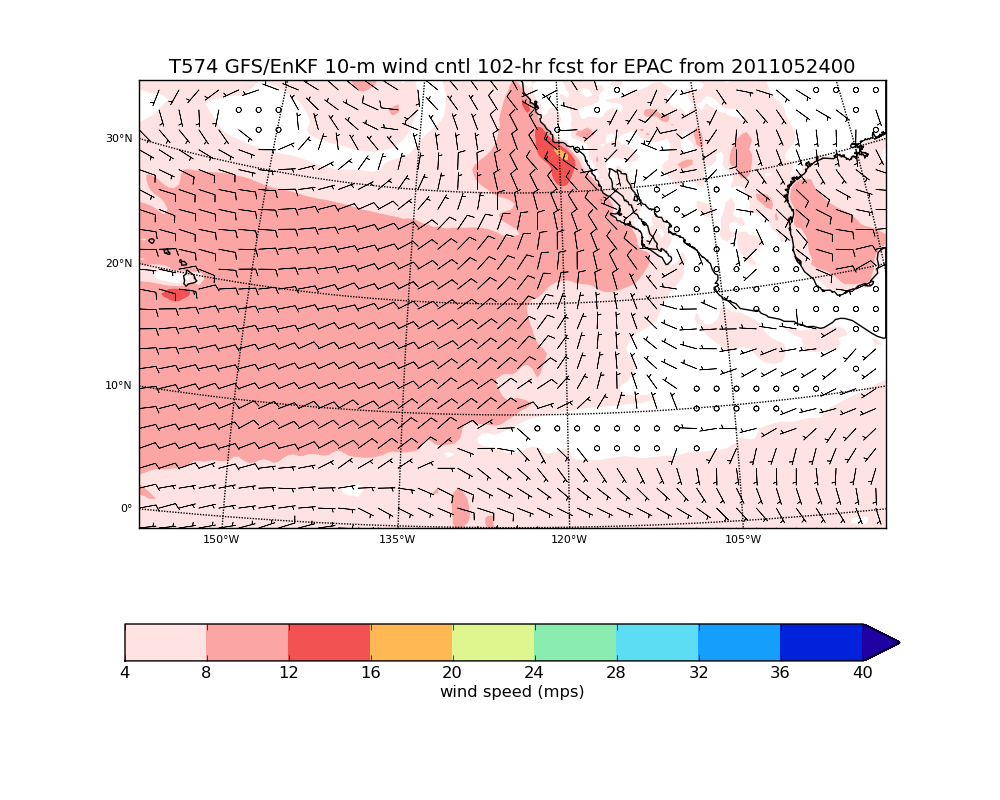 T574 GFS/EnKF 10-m wind cntl 102-hr fcst for EPAC from 2011052400
30°N
20°N
10°N
0°
150°W 135°W 120°W 105°W
4 8 12 16 20 24 28 32 36 40
wind speed (mps)